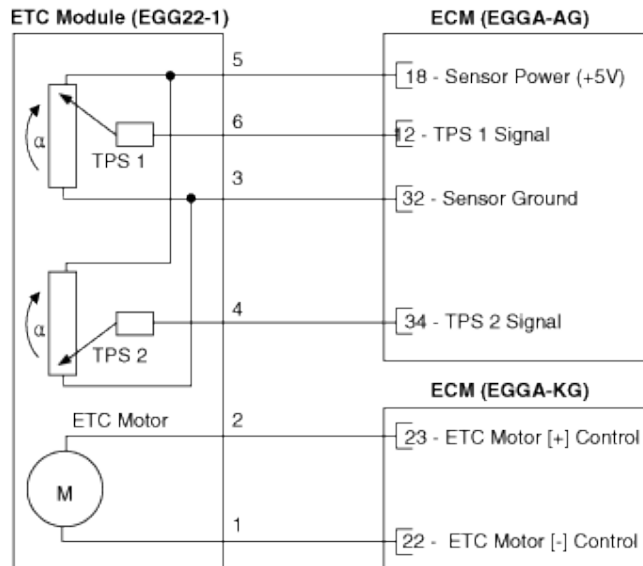 ETC Module (EGG22-1)
ECM (EGGA-AG)
5
18 - Sensor Power (+5V)
α
TPS 1
6
12 - TPS 1 Signal
3
32 - Sensor Ground
α
TPS 2
4
34 - TPS 2 Signal
ECM (EGGA-KG)
ETC Motor
2
23 - ETC Motor [+] Control
M
1
22 - ETC Motor [-] Control